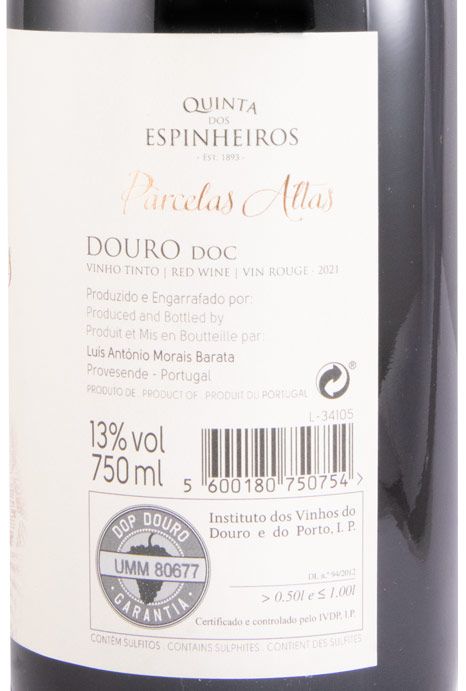 QUINTA
DOS
ESPINHEIROS
- EST. 1893 -
Parcelas Altas
DOURO DOC
VINHO TINTO | RED WINE | VIN ROUGE - 2021
Produzido e Engarrafado por:
Produced and Bottled by
Produit et Mis en Boutteille par:
Luis António Morais Barata
Provesende - Portugal
PRODUTO DE . PRODUCT OF . PRODUIT DU PORTUGAL
®
L-34105
13% vol
750 ml
5 600180 750754 >
DOP DOURO
UMM 80677
GARANTIA
Instituto dos Vinhos do
Douro e do Porto, I. P.
DL n.º 94/2012
> 0.50l e ≤ 1.00l
Certificado e controlado pelo IVDP, I.P.
CONTÉM SULFITOS . CONTAINS SULPHITES . CONTIENT DES SULFITES